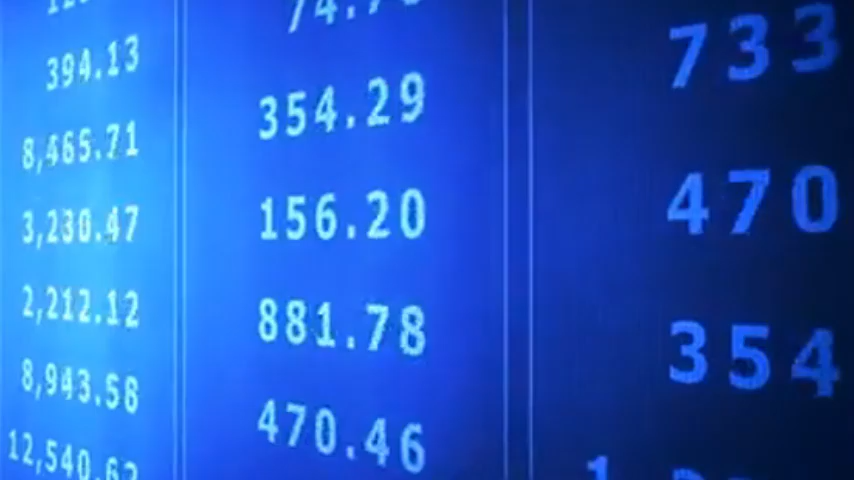 394.13 354.29 733
8,465.71 156.20 470
3,230.47 881.78 354
2,212.12 470.46
8,943.58